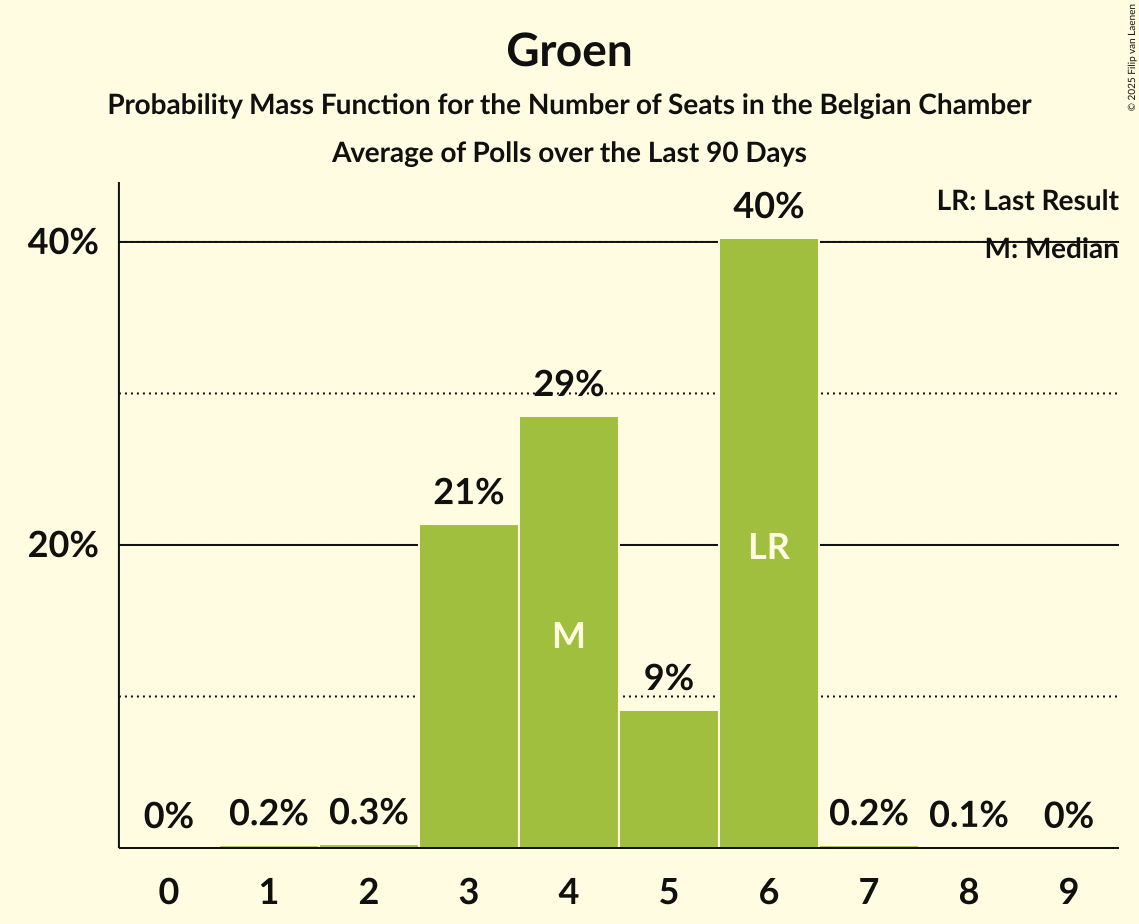 Groen
Probability Mass Function for the Number of Seats in the Belgian Chamber
Average of Polls over the Last 90 Days
© 2025 Filip van Laenen
LR: Last Result
M: Median
40%
20%
0%
0.2%
0.3%
21%
29%
9%
40%
0.2%
0.1%
0%
M
LR
0 1 2 3 4 5 6 7 8 9